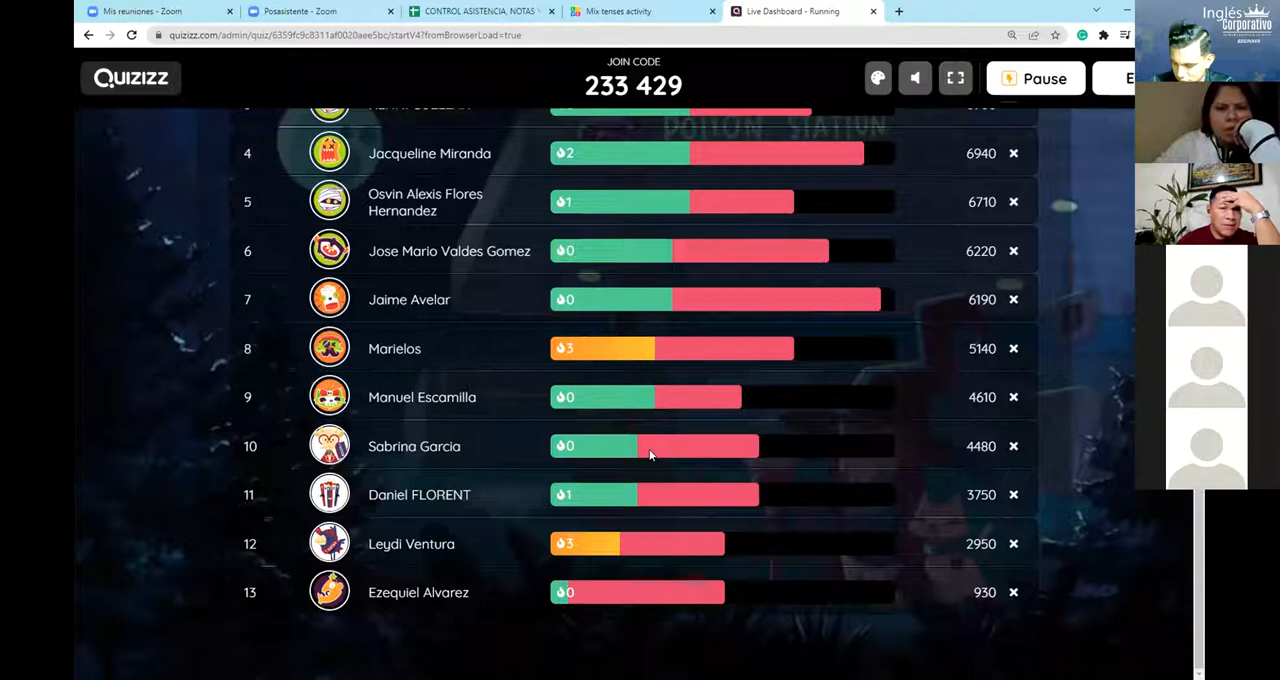 Mis reuniones - Zoom
Posasistente - Zoom
CONTROL ASISTENCIA, NOTAS
Mix tenses activity
Live Dashboard - Running
quizizz.com/admin/quiz/6359fc9c8311af0020aee5bc/startV4?fromBrowserLoad=true
Inglés
Corporativo
BEGINNER
Quizizz
JOIN CODE
233 429
Pause
E
POTION STATION
4 Jacqueline Miranda 2 6940
5 Osvin Alexis Flores
Hernandez 1 6710
6 Jose Mario Valdes Gomez 0 6220
7 Jaime Avelar 0 6190
8 Marielos 3 5140
9 Manuel Escamilla 0 4610
10 Sabrina Garcia 0 4480
11 Daniel FLORENT 1 3750
12 Leydi Ventura 3 2950
13 Ezequiel Alvarez 0 930